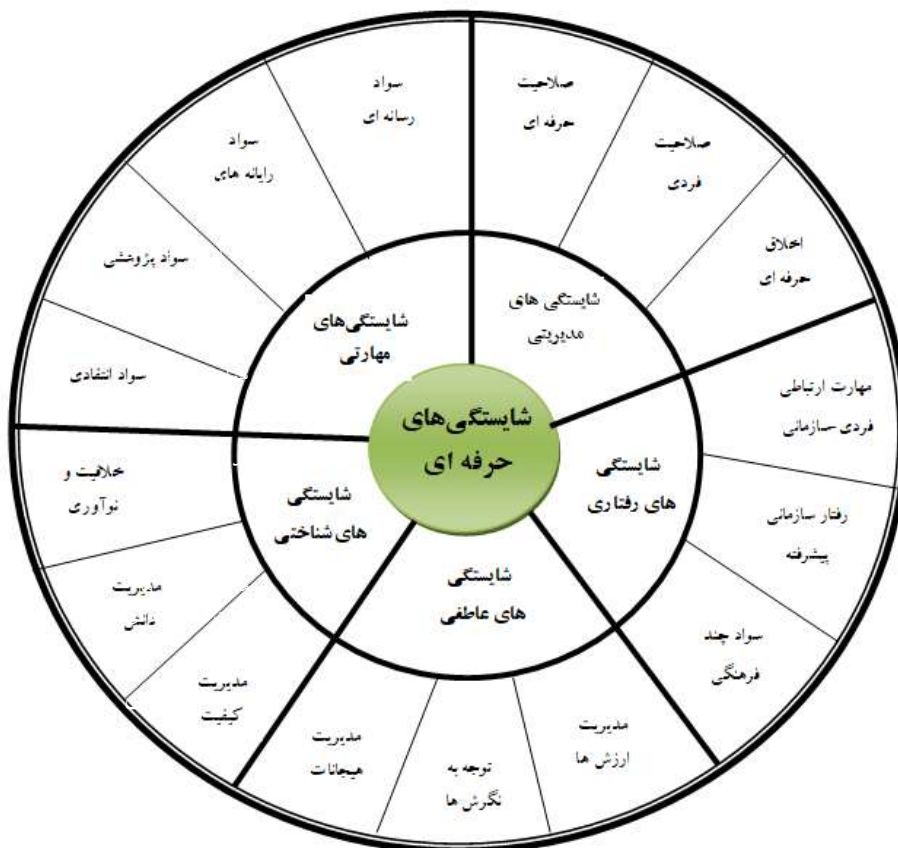 شایستگی‌های
حرفه ای
شایستگی های
مدیریتی
صلاحیت
حرفه ای
صلاحیت
فردی
اخلاق
حرفه ای
شایستگی
های رفتاری
مهارت ارتباطی
فردی-سازمانی
رفتار سازمانی
پیشرفته
سواد چند
فرهنگی
شایستگی
های عاطفی
مدیریت
ارزش ها
توجه به
نگرش ها
مدیریت
هیجانات
شایستگی
های شناختی
مدیریت
کیفیت
مدیریت
دانش
خلاقیت و
نوآوری
شایستگی‌های
مهارتی
سواد انتقادی
سواد پژوهشی
سواد
رایانه های
سواد
رسانه ای